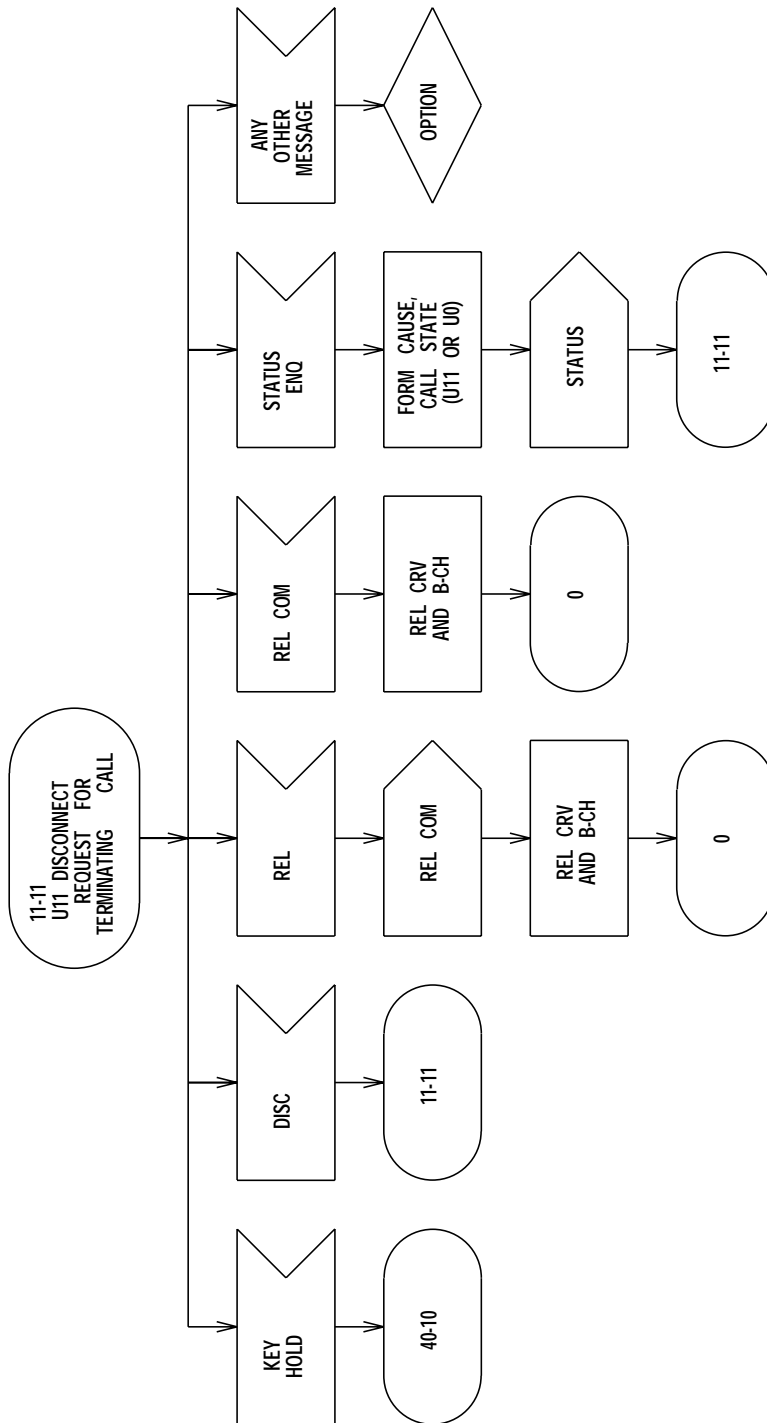 11-11
U11 DISCONNECT
REQUEST FOR
TERMINATING CALL
KEY
HOLD
40-10
DISC
11-11
REL
REL COM
REL CRV
AND B-CH
0
REL COM
REL CRV
AND B-CH
0
STATUS
ENQ
FORM CAUSE,
CALL STATE
(U11 OR U0)
STATUS
11-11
ANY
OTHER
MESSAGE
OPTION